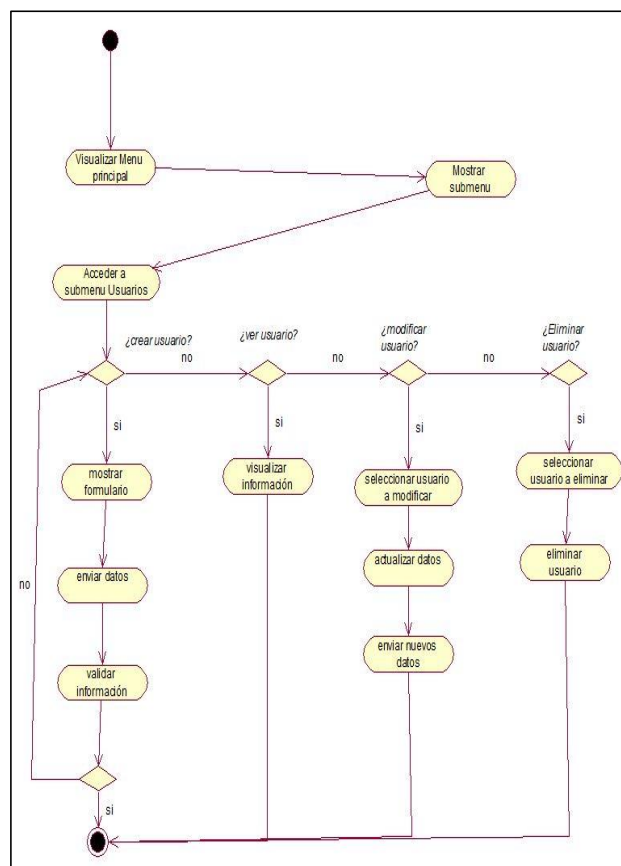 Visualizar Menu
principal
Mostrar
submenu
Acceder a
submenu Usuarios
¿crear usuario?
¿ver usuario?
¿modificar
usuario?
¿Eliminar
usuario?
no
no
no
si
si
si
si
mostrar
formulario
visualizar
información
seleccionar usuario
a modificar
seleccionar
usuario a eliminar
enviar datos
actualizar datos
eliminar
usuario
no
validar
información
enviar nuevos
datos
si